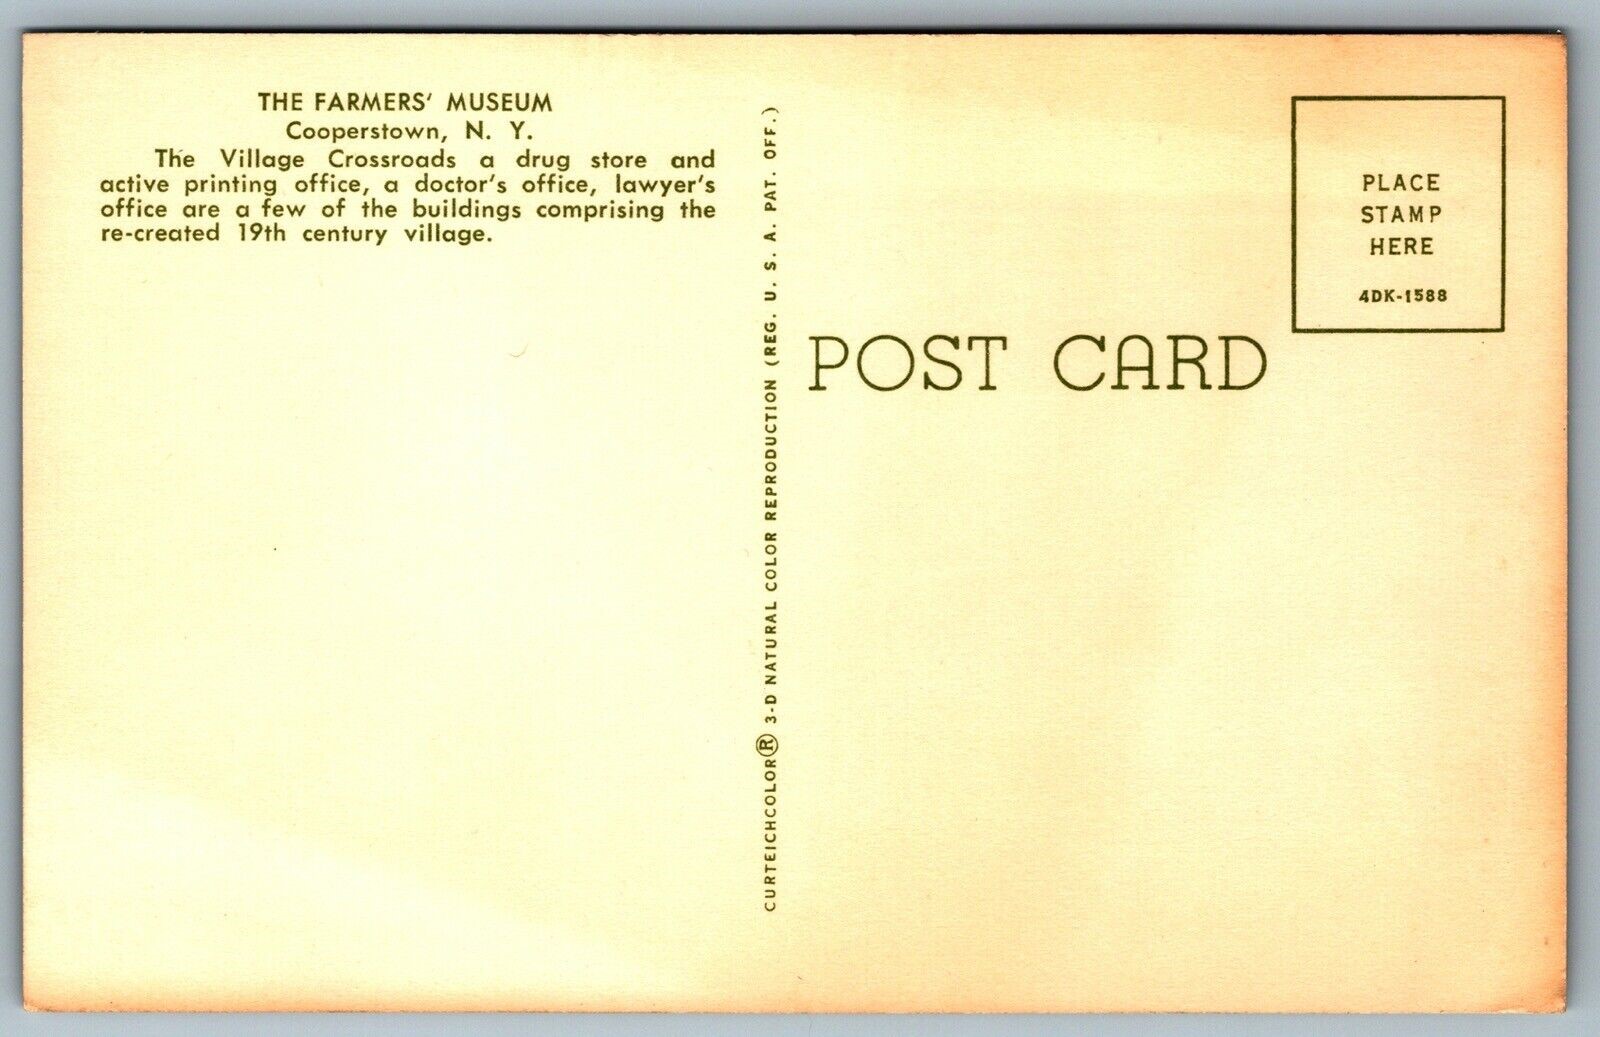 THE FARMERS' MUSEUM
Cooperstown, N. Y.
The Village Crossroads a drug store and
active printing office, a doctor's office, lawyer's
office are a few of the buildings comprising the
re-created 19th century village.
CURTEICHCOLOR® 3-D NATURAL COLOR REPRODUCTION (REG. U. S. A. PAT. OFF.)
POST CARD
PLACE
STAMP
HERE
4DK-1588